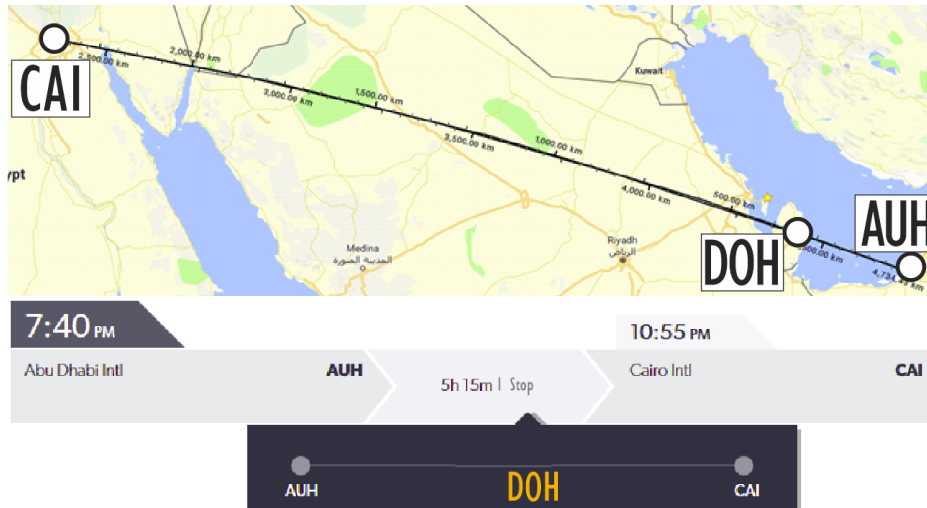 CAI
2,500.00 km
2,000.00 km
3,000.00 km
1,500.00 km
3,500.00 km
1,000.00 km
4,000.00 km
500.00 km
Kuwait
ypt
Medina
المدينة المنورة
Riyadh
الرياض
DOH
AUH
7:40 PM
10:55 PM
Abu Dhabi Intl AUH
5h 15m | Stop
Cairo Intl CAI
AUH DOH CAI